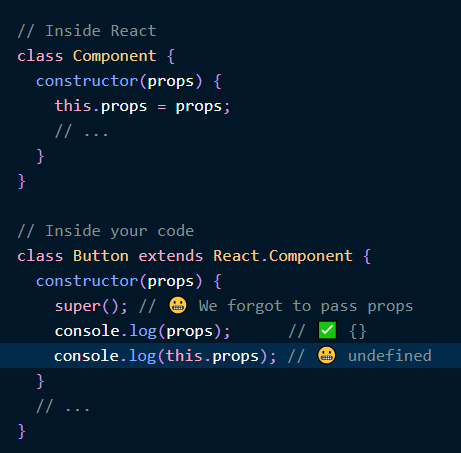 // Inside React
class Component {
  constructor(props) {
    this.props = props;
    // ...
  }
}
// Inside your code
class Button extends React.Component {
  constructor(props) {
    super(); // 😬 We forgot to pass props
    console.log(props);      // ✅ {}
    console.log(this.props); // 😬 undefined
  }
  // ...
}